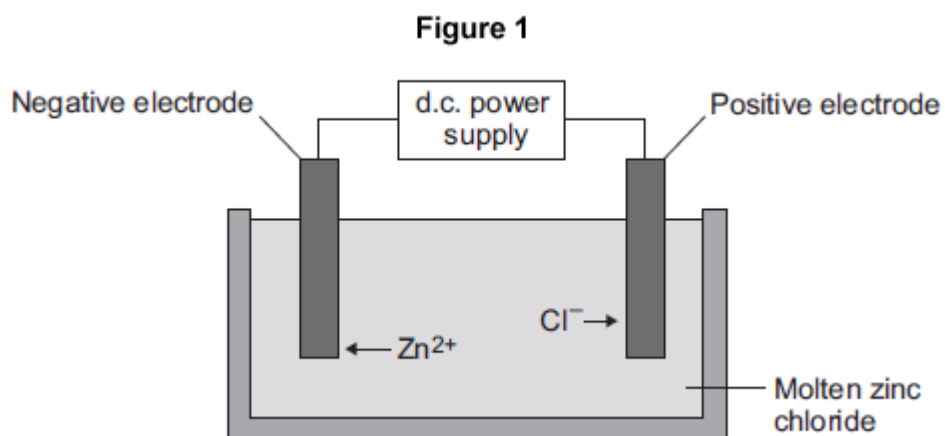 Figure 1
Negative electrode
d.c. power
supply
Positive electrode
Cl⁻
Zn²⁺
Molten zinc
chloride